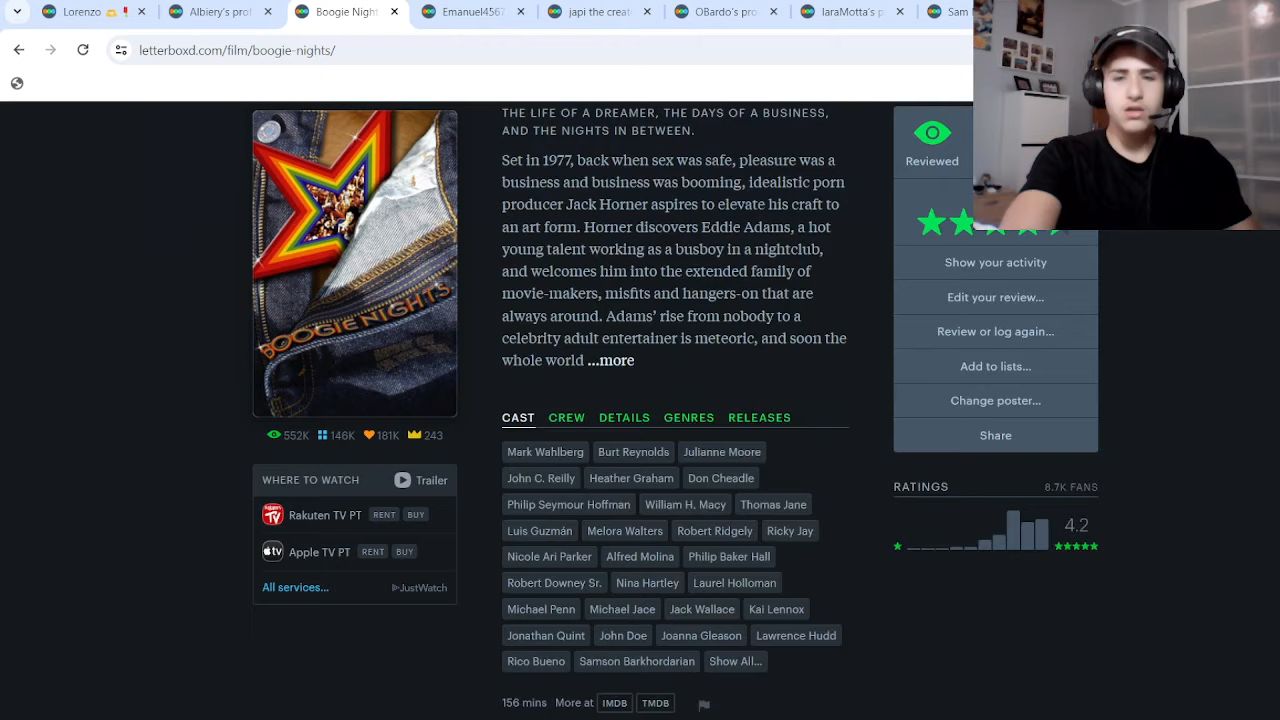 Lorenzo
Albiery's prof
Boogie Night
Emanuel4567
japi the creat
OBardo's pro
IaraMotta's p
Sam
letterboxd.com/film/boogie-nights/
THE LIFE OF A DREAMER, THE DAYS OF A BUSINESS,
AND THE NIGHTS IN BETWEEN.
Set in 1977, back when sex was safe, pleasure was a
business and business was booming, idealistic porn
producer Jack Horner aspires to elevate his craft to
an art form. Horner discovers Eddie Adams, a hot
young talent working as a busboy in a nightclub,
and welcomes him into the extended family of
movie-makers, misfits and hangers-on that are
always around. Adams' rise from nobody to a
celebrity adult entertainer is meteoric, and soon the
whole world ...more
BOOGIE NIGHTS
552K 146K 181K 243
WHERE TO WATCH Trailer
Rakuten TV PT RENT BUY
Apple TV PT RENT BUY
All services... JustWatch
CAST CREW DETAILS GENRES RELEASES
Mark Wahlberg Burt Reynolds Julianne Moore
John C. Reilly Heather Graham Don Cheadle
Philip Seymour Hoffman William H. Macy Thomas Jane
Luis Guzmán Melora Walters Robert Ridgely Ricky Jay
Nicole Ari Parker Alfred Molina Philip Baker Hall
Robert Downey Sr. Nina Hartley Laurel Holloman
Michael Penn Michael Jace Jack Wallace Kai Lennox
Jonathan Quint John Doe Joanna Gleason Lawrence Hudd
Rico Bueno Samson Barkhordarian Show All...
156 mins More at IMDB TMDB
Reviewed
Show your activity
Edit your review...
Review or log again...
Add to lists...
Change poster...
Share
RATINGS 8.7K FANS
4.2